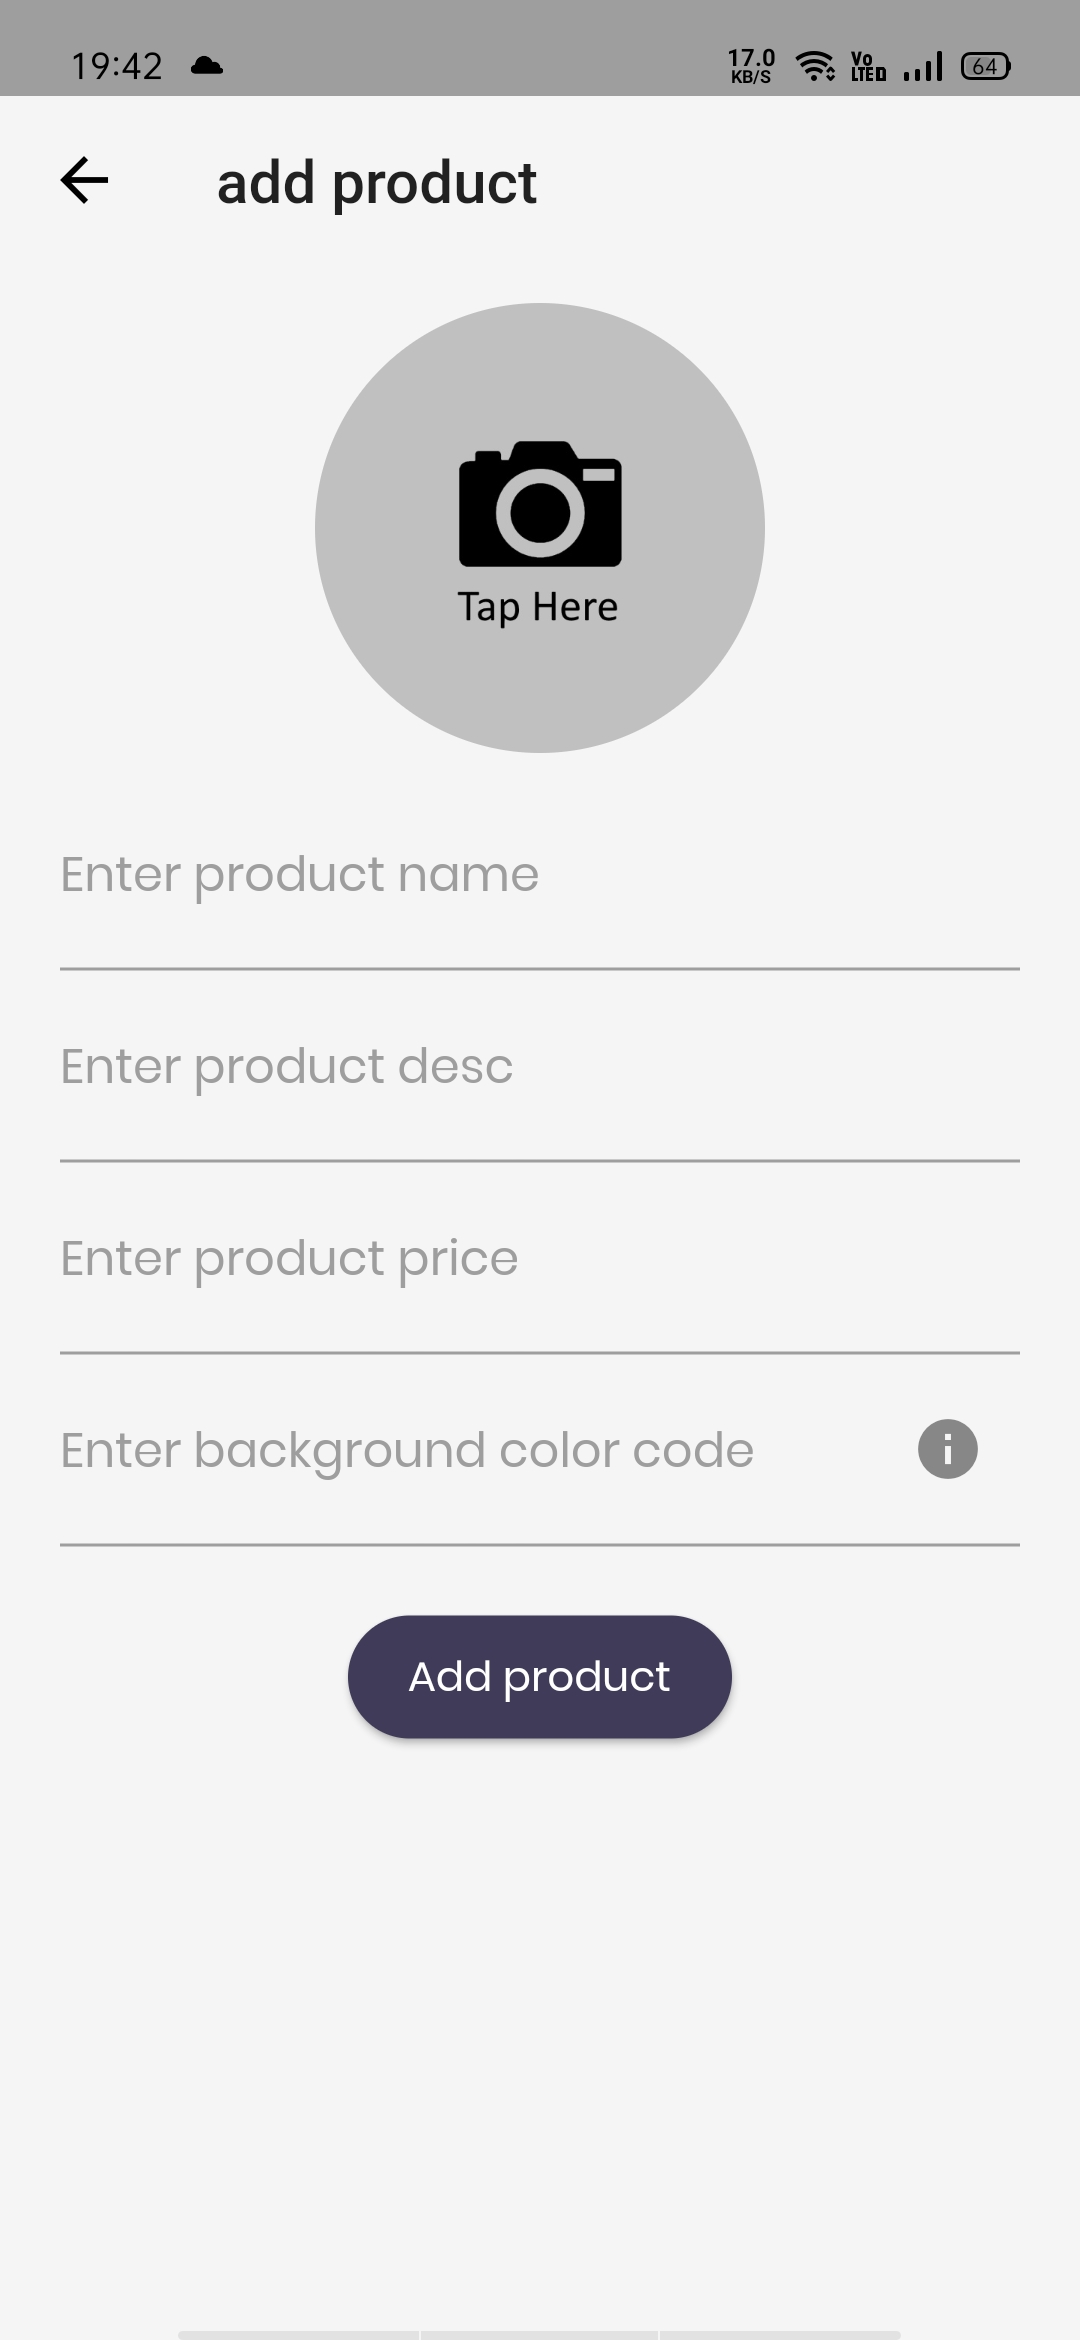 19:42
17.0
KB/S
Vo
LTE D
64
add product
Tap Here
Enter product name
Enter product desc
Enter product price
Enter background color code
Add product